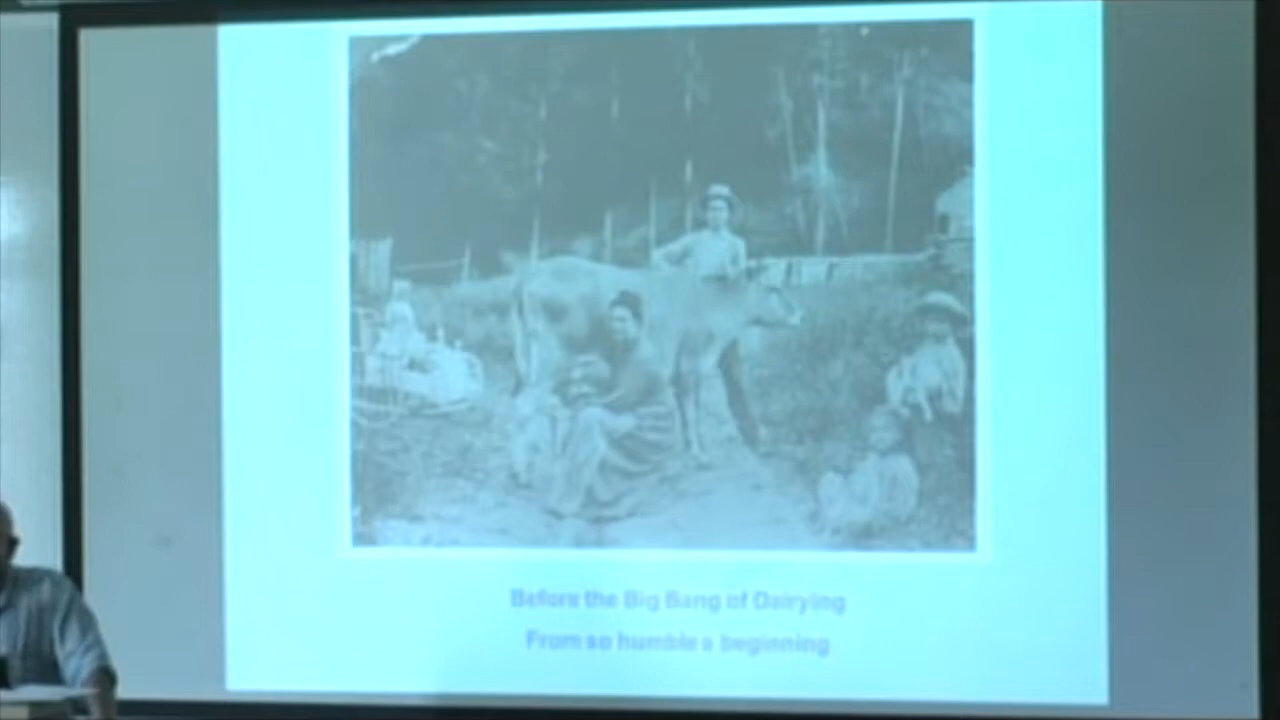 Before the Big Bang of Dairying
From so humble a beginning